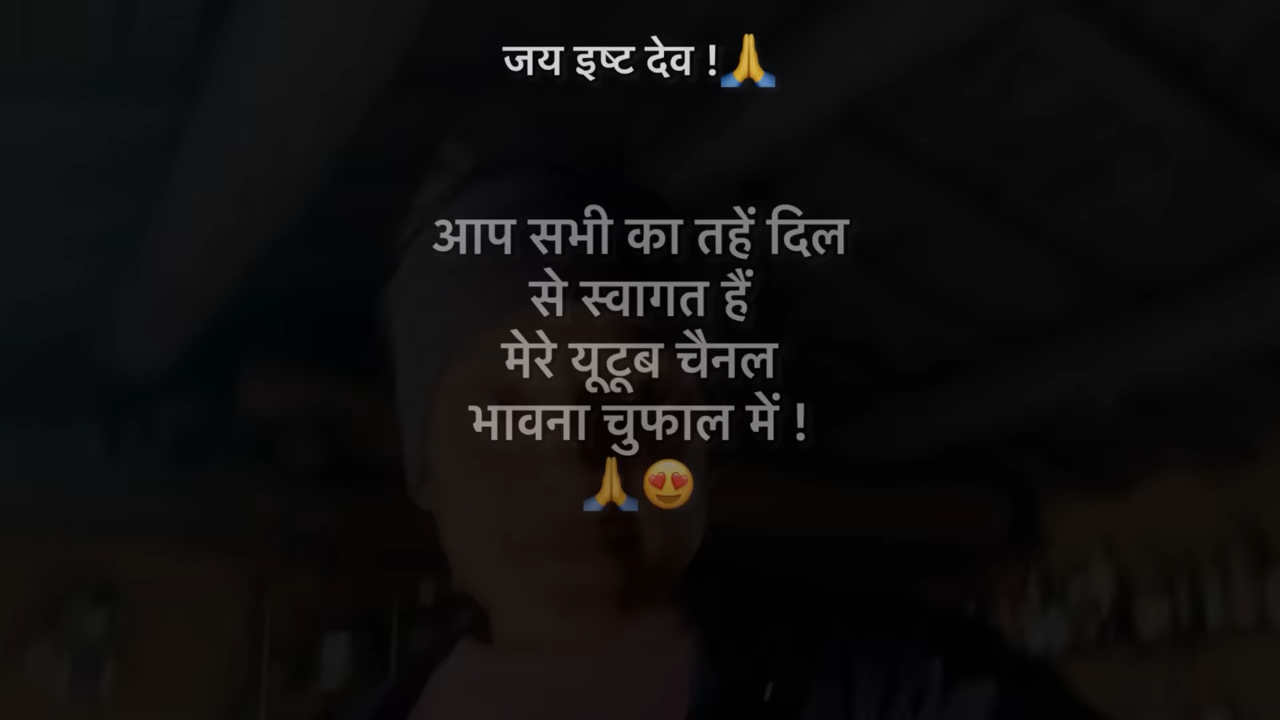 जय इष्ट देव !🙏
आप सभी का तहें दिल
से स्वागत हैं
मेरे यूटूब चैनल
भावना चुफाल में !
🙏😍